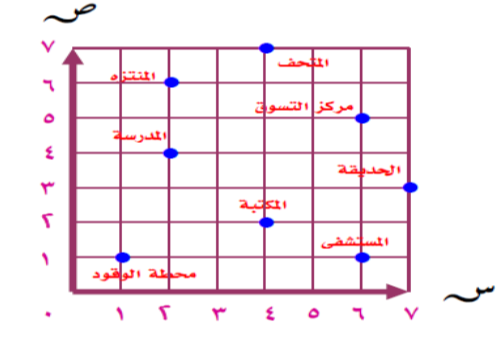 ص
٧
المتحف
٦
المنتزه
٥
مركز التسوق
٤
المدرسة
٣
الحديقة
٢
المكتبة
١
المستشفى
محطة الوقود
٠ ١ ٢ ٣ ٤ ٥ ٦ ٧
س